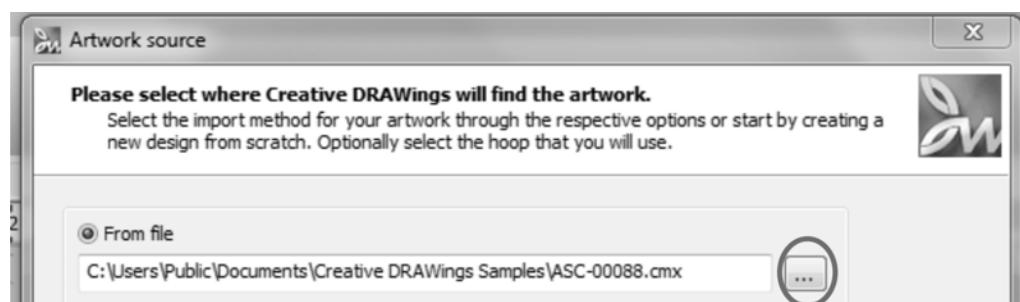 Artwork source
Please select where Creative DRAWings will find the artwork.
Select the import method for your artwork through the respective options or start by creating a
new design from scratch. Optionally select the hoop that you will use.
From file
C:\Users\Public\Documents\Creative DRAWings Samples\ASC-00088.cmx
...